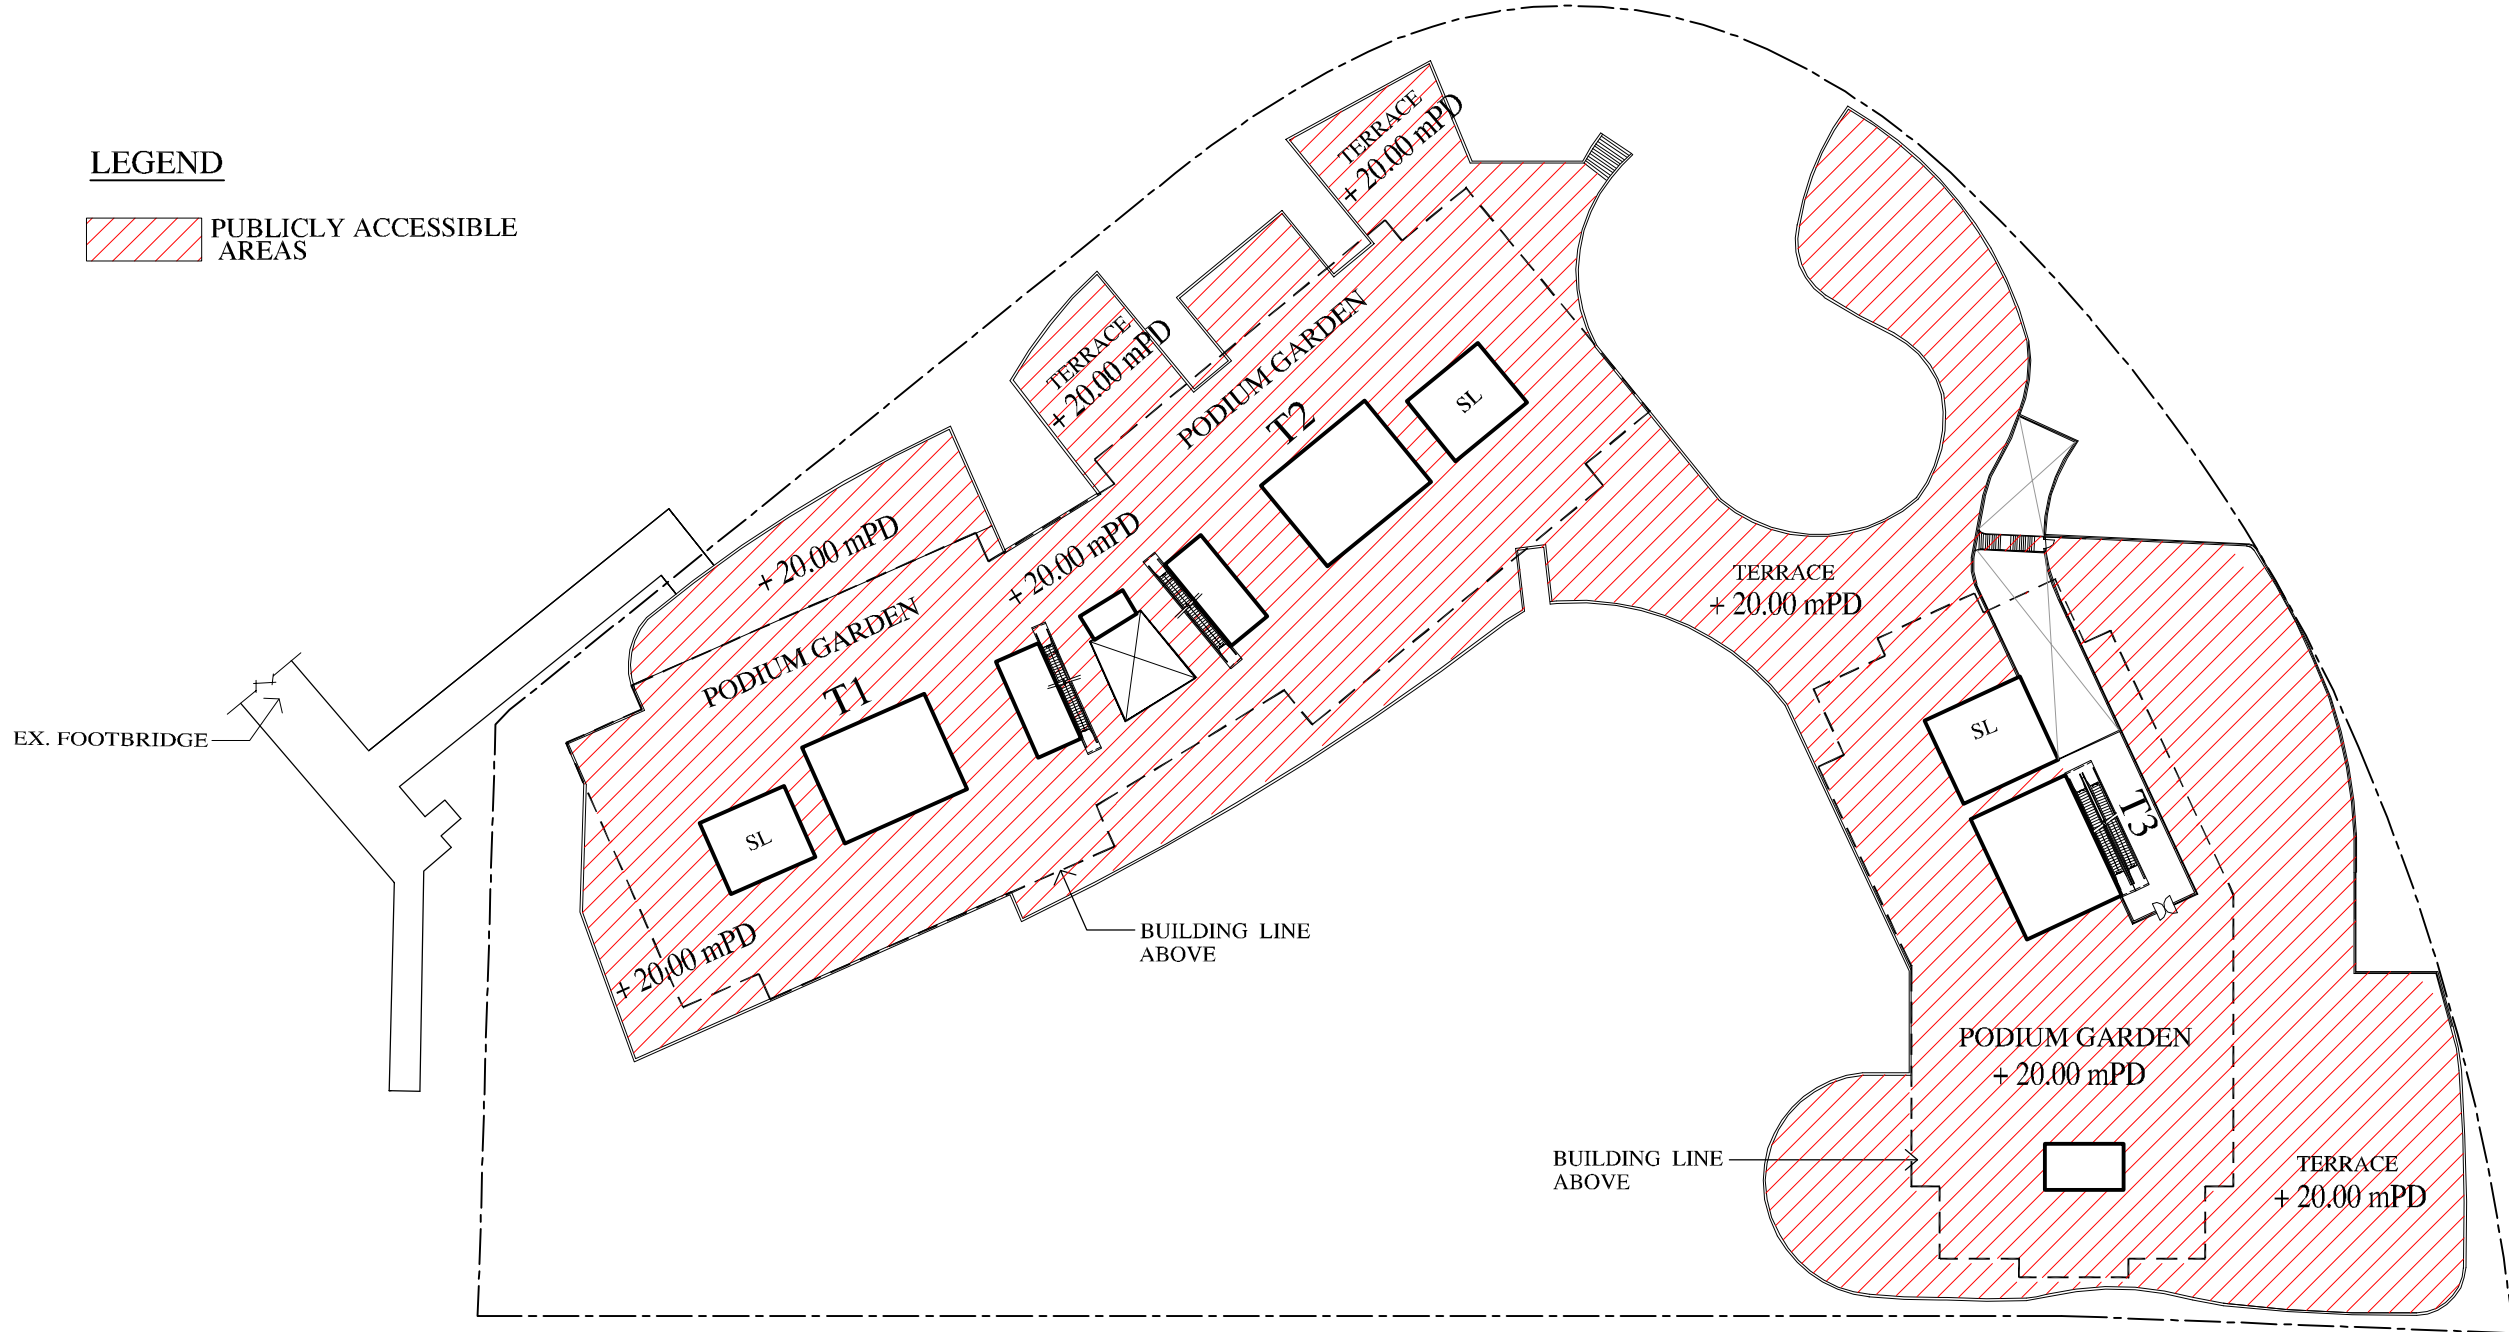 LEGEND
PUBLICLY ACCESSIBLE
AREAS
TERRACE
+ 20.00 mPD
TERRACE
+ 20.00 mPD
PODIUM GARDEN
T2
SL
+ 20.00 mPD
+ 20.00 mPD
PODIUM GARDEN
T1
SL
+ 20.00 mPD
EX. FOOTBRIDGE
BUILDING LINE
ABOVE
TERRACE
+ 20.00 mPD
SL
T3
PODIUM GARDEN
+ 20.00 mPD
BUILDING LINE
ABOVE
TERRACE
+ 20.00 mPD